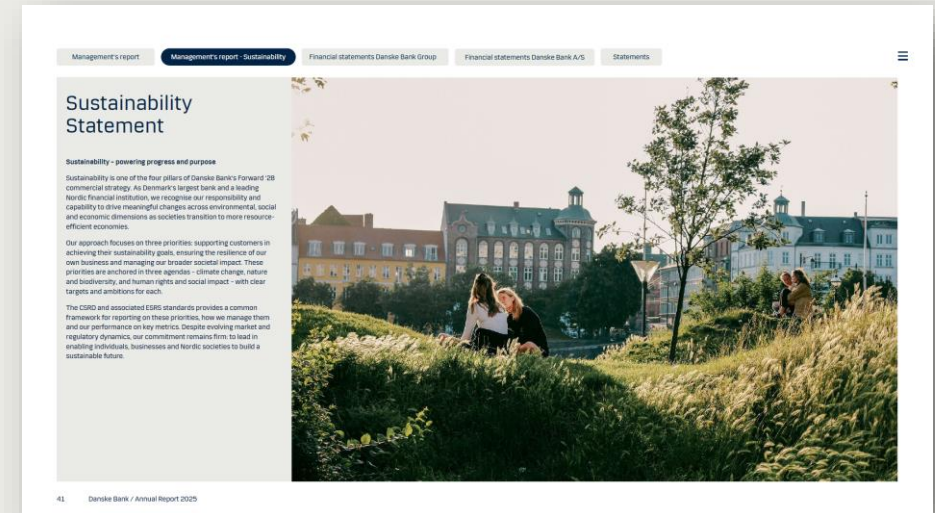 Management's report
Management's report - Sustainability
Financial statements Danske Bank Group
Financial statements Danske Bank A/S
Statements
Sustainability
Statement
Sustainability – powering progress and purpose
Sustainability is one of the four pillars of Danske Bank's Forward '28
commercial strategy. As Denmark's largest bank and a leading
Nordic financial institution, we recognise our responsibility and
capability to drive meaningful changes across environmental, social
and economic dimensions as societies transition to more resource-
efficient economies.
Our approach focuses on three priorities: supporting customers in
achieving their sustainability goals, ensuring the resilience of our
own business and managing our broader societal impact. These
priorities are anchored in three agendas – climate change, nature
and biodiversity, and human rights and social impact – with clear
targets and ambitions for each.
The CSRD and associated ESRS standards provides a common
framework for reporting on these priorities, how we manage them
and our performance on key metrics. Despite evolving market and
regulatory dynamics, our commitment remains firm: to lead in
enabling individuals, businesses and Nordic societies to build a
sustainable future.
41 Danske Bank / Annual Report 2025